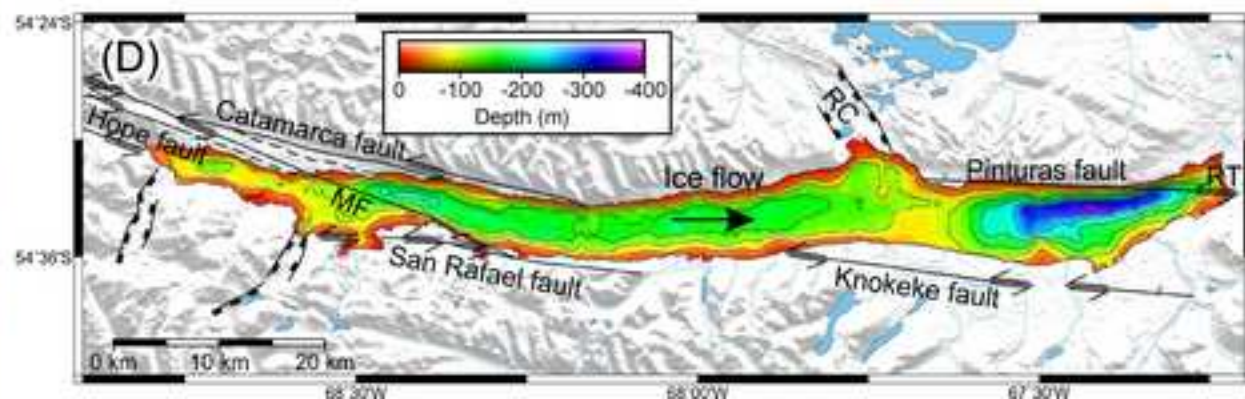 54°24'S
(D)
0 -100 -200 -300 -400
Depth (m)
RC
Catamarca fault
Hope fault
Ice flow
Pinturas fault
RT
MF
54°36'S
San Rafael fault
Knokeke fault
0 km 10 km 20 km
68°30'W 68°00'W 67°30'W